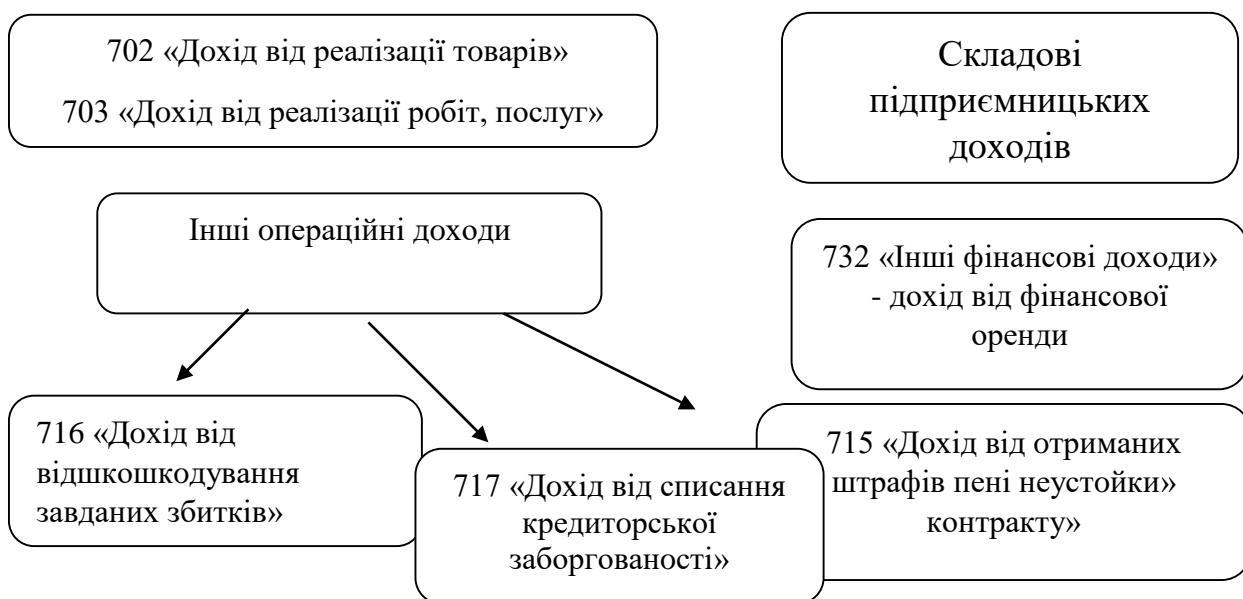 702 «Дохід від реалізації товарів»
703 «Дохід від реалізації робіт, послуг»
Складові
підприємницьких
доходів
Інші операційні доходи
732 «Інші фінансові доходи»
- дохід від фінансової
оренди
716 «Дохід від
відшкошкодування
завданих збитків»
717 «Дохід від списання
кредиторської
заборгованості»
715 «Дохід від отриманих
штрафів пені неустойки»
контракту»